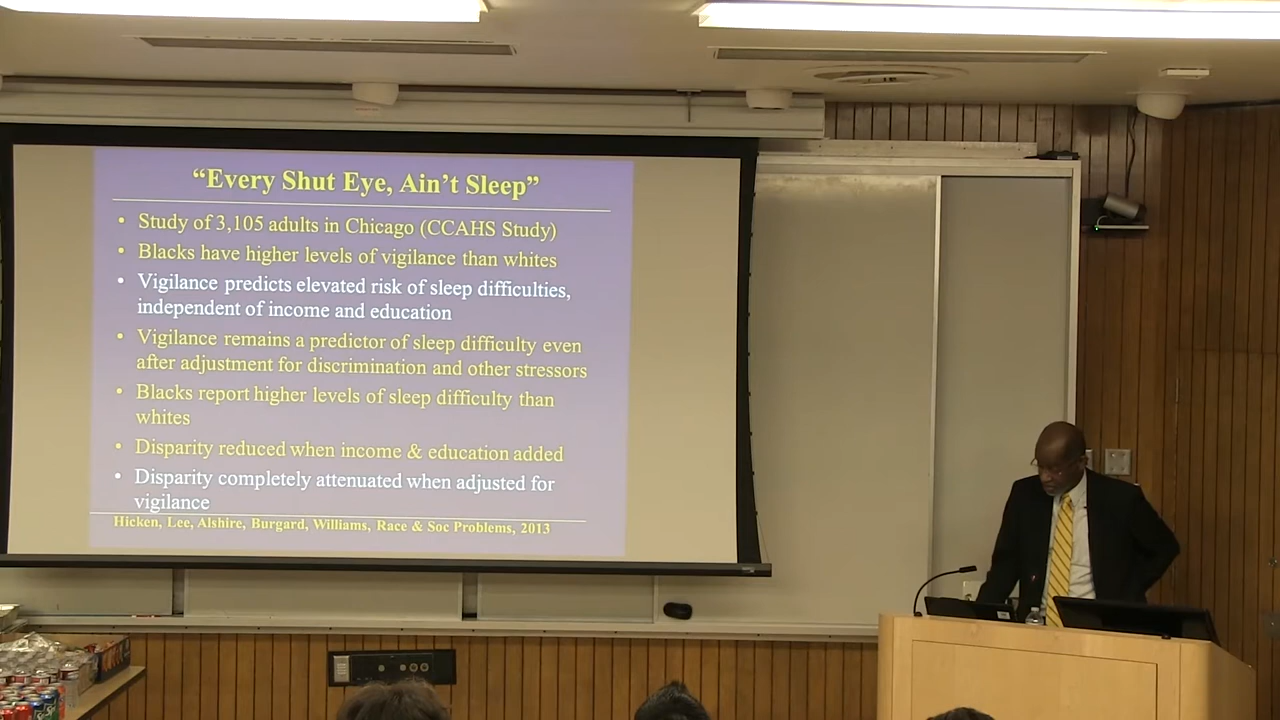 “Every Shut Eye, Ain’t Sleep”
• Study of 3,105 adults in Chicago (CCAHS Study)
• Blacks have higher levels of vigilance than whites
• Vigilance predicts elevated risk of sleep difficulties,
independent of income and education
• Vigilance remains a predictor of sleep difficulty even
after adjustment for discrimination and other stressors
• Blacks report higher levels of sleep difficulty than
whites
• Disparity reduced when income & education added
• Disparity completely attenuated when adjusted for
vigilance
Hicken, Lee, Alshire, Burgard, Williams, Race & Soc Problems, 2013